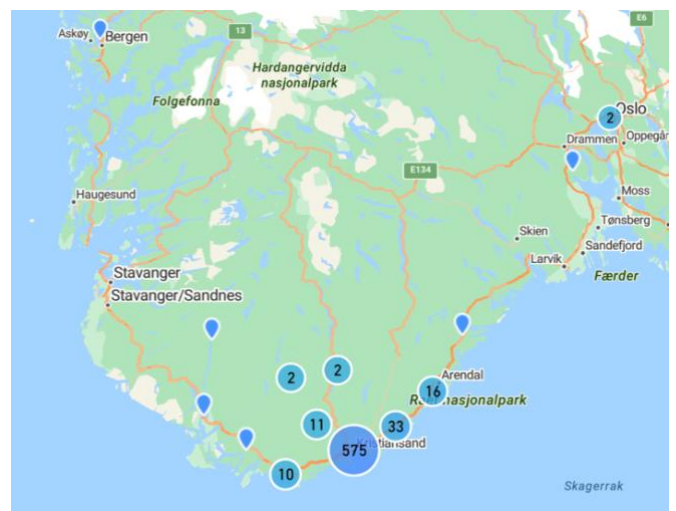 E6
13
Askøy
Bergen
Hardangervidda
nasjonalpark
Folgefonna
2
Oslo
Drammen
Oppegår
E134
Haugesund
Moss
Tønsberg
Skien
Sandefjord
Larvik
Stavanger
Færder
Stavanger/Sandnes
2
2
Arendal
16
nasjonalpark
11
33
Kristiansand
575
10
Skagerrak